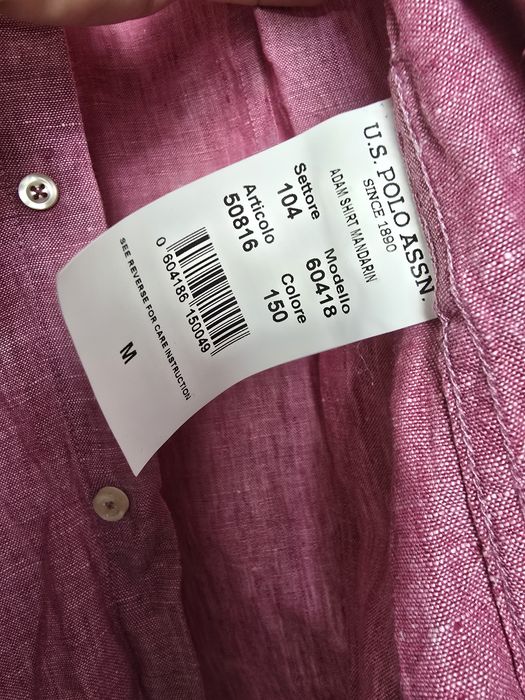 U.S. POLO ASSN.
SINCE 1890
ADAM SHIRT MANDARIN
Settore
104
Modello
60418
Articolo
50816
Colore
150
0 604186 150049
SEE REVERSE FOR CARE INSTRUCTION
M